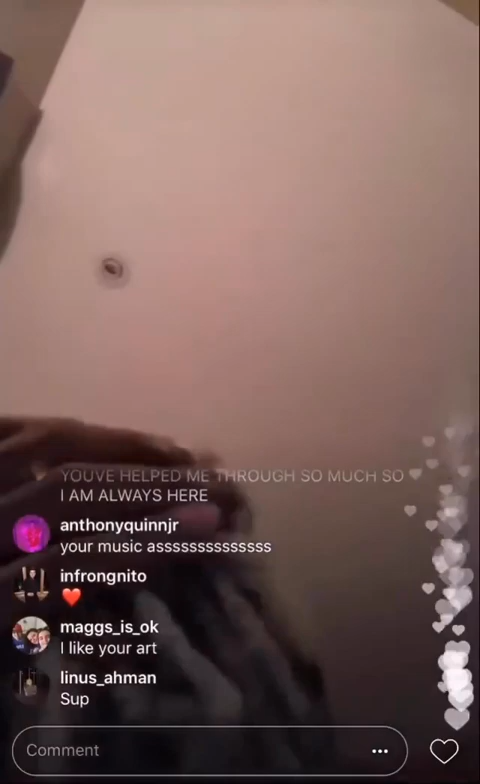 YOUVE HELPED ME THROUGH SO MUCH SO
I AM ALWAYS HERE
anthonyquinnjr
your music asssssssssssss
infrongnito
❤️
maggs_is_ok
I like your art
linus_ahman
Sup
Comment